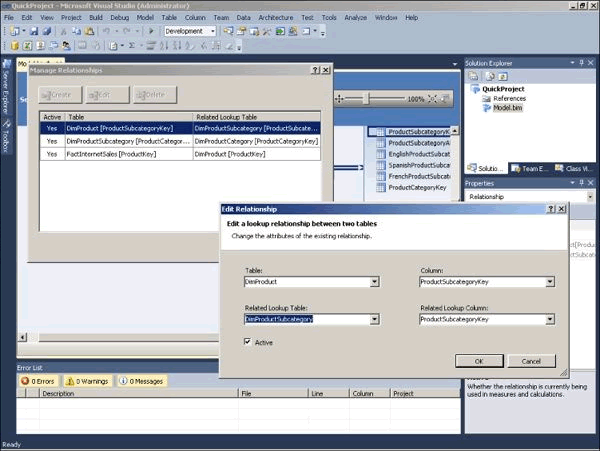 QuickProject - Microsoft Visual Studio (Administrator)
File Edit View Project Build Debug Model Table Column Team Data Architecture Test Tools Analyze Window Help
Development
Server Explorer
Toolbox
Manage Relationships
Create Edit Delete
Active Table Related Lookup Table
Yes DimProduct [ProductSubcategoryKey] DimProductSubcategory [ProductSubcate...
Yes DimProductSubcategory [ProductCatego... DimProductCategory [ProductCategoryKey]
Yes FactInternetSales [ProductKey] DimProduct [ProductKey]
100%
ProductSubcategoryK
ProductSubcategoryA
EnglishProductSubcat
SpanishProductSubca
FrenchProductSubcat
ProductCategoryKey
Solution Explorer
QuickProject
References
Model.bim
Solutio... Team E... Class Vi...
Properties
Relationship
Edit Relationship
Edit a lookup relationship between two tables
Change the attributes of the existing relationship.
Table: Column:
DimProduct ProductSubcategoryKey
Related Lookup Table: Related Lookup Column:
DimProductSubcategory ProductSubcategoryKey
Active
OK Cancel
Error List
0 Errors 0 Warnings 0 Messages
Description File Line Column Project
Whether the relationship is currently being
used in measures and calculations.
Ready